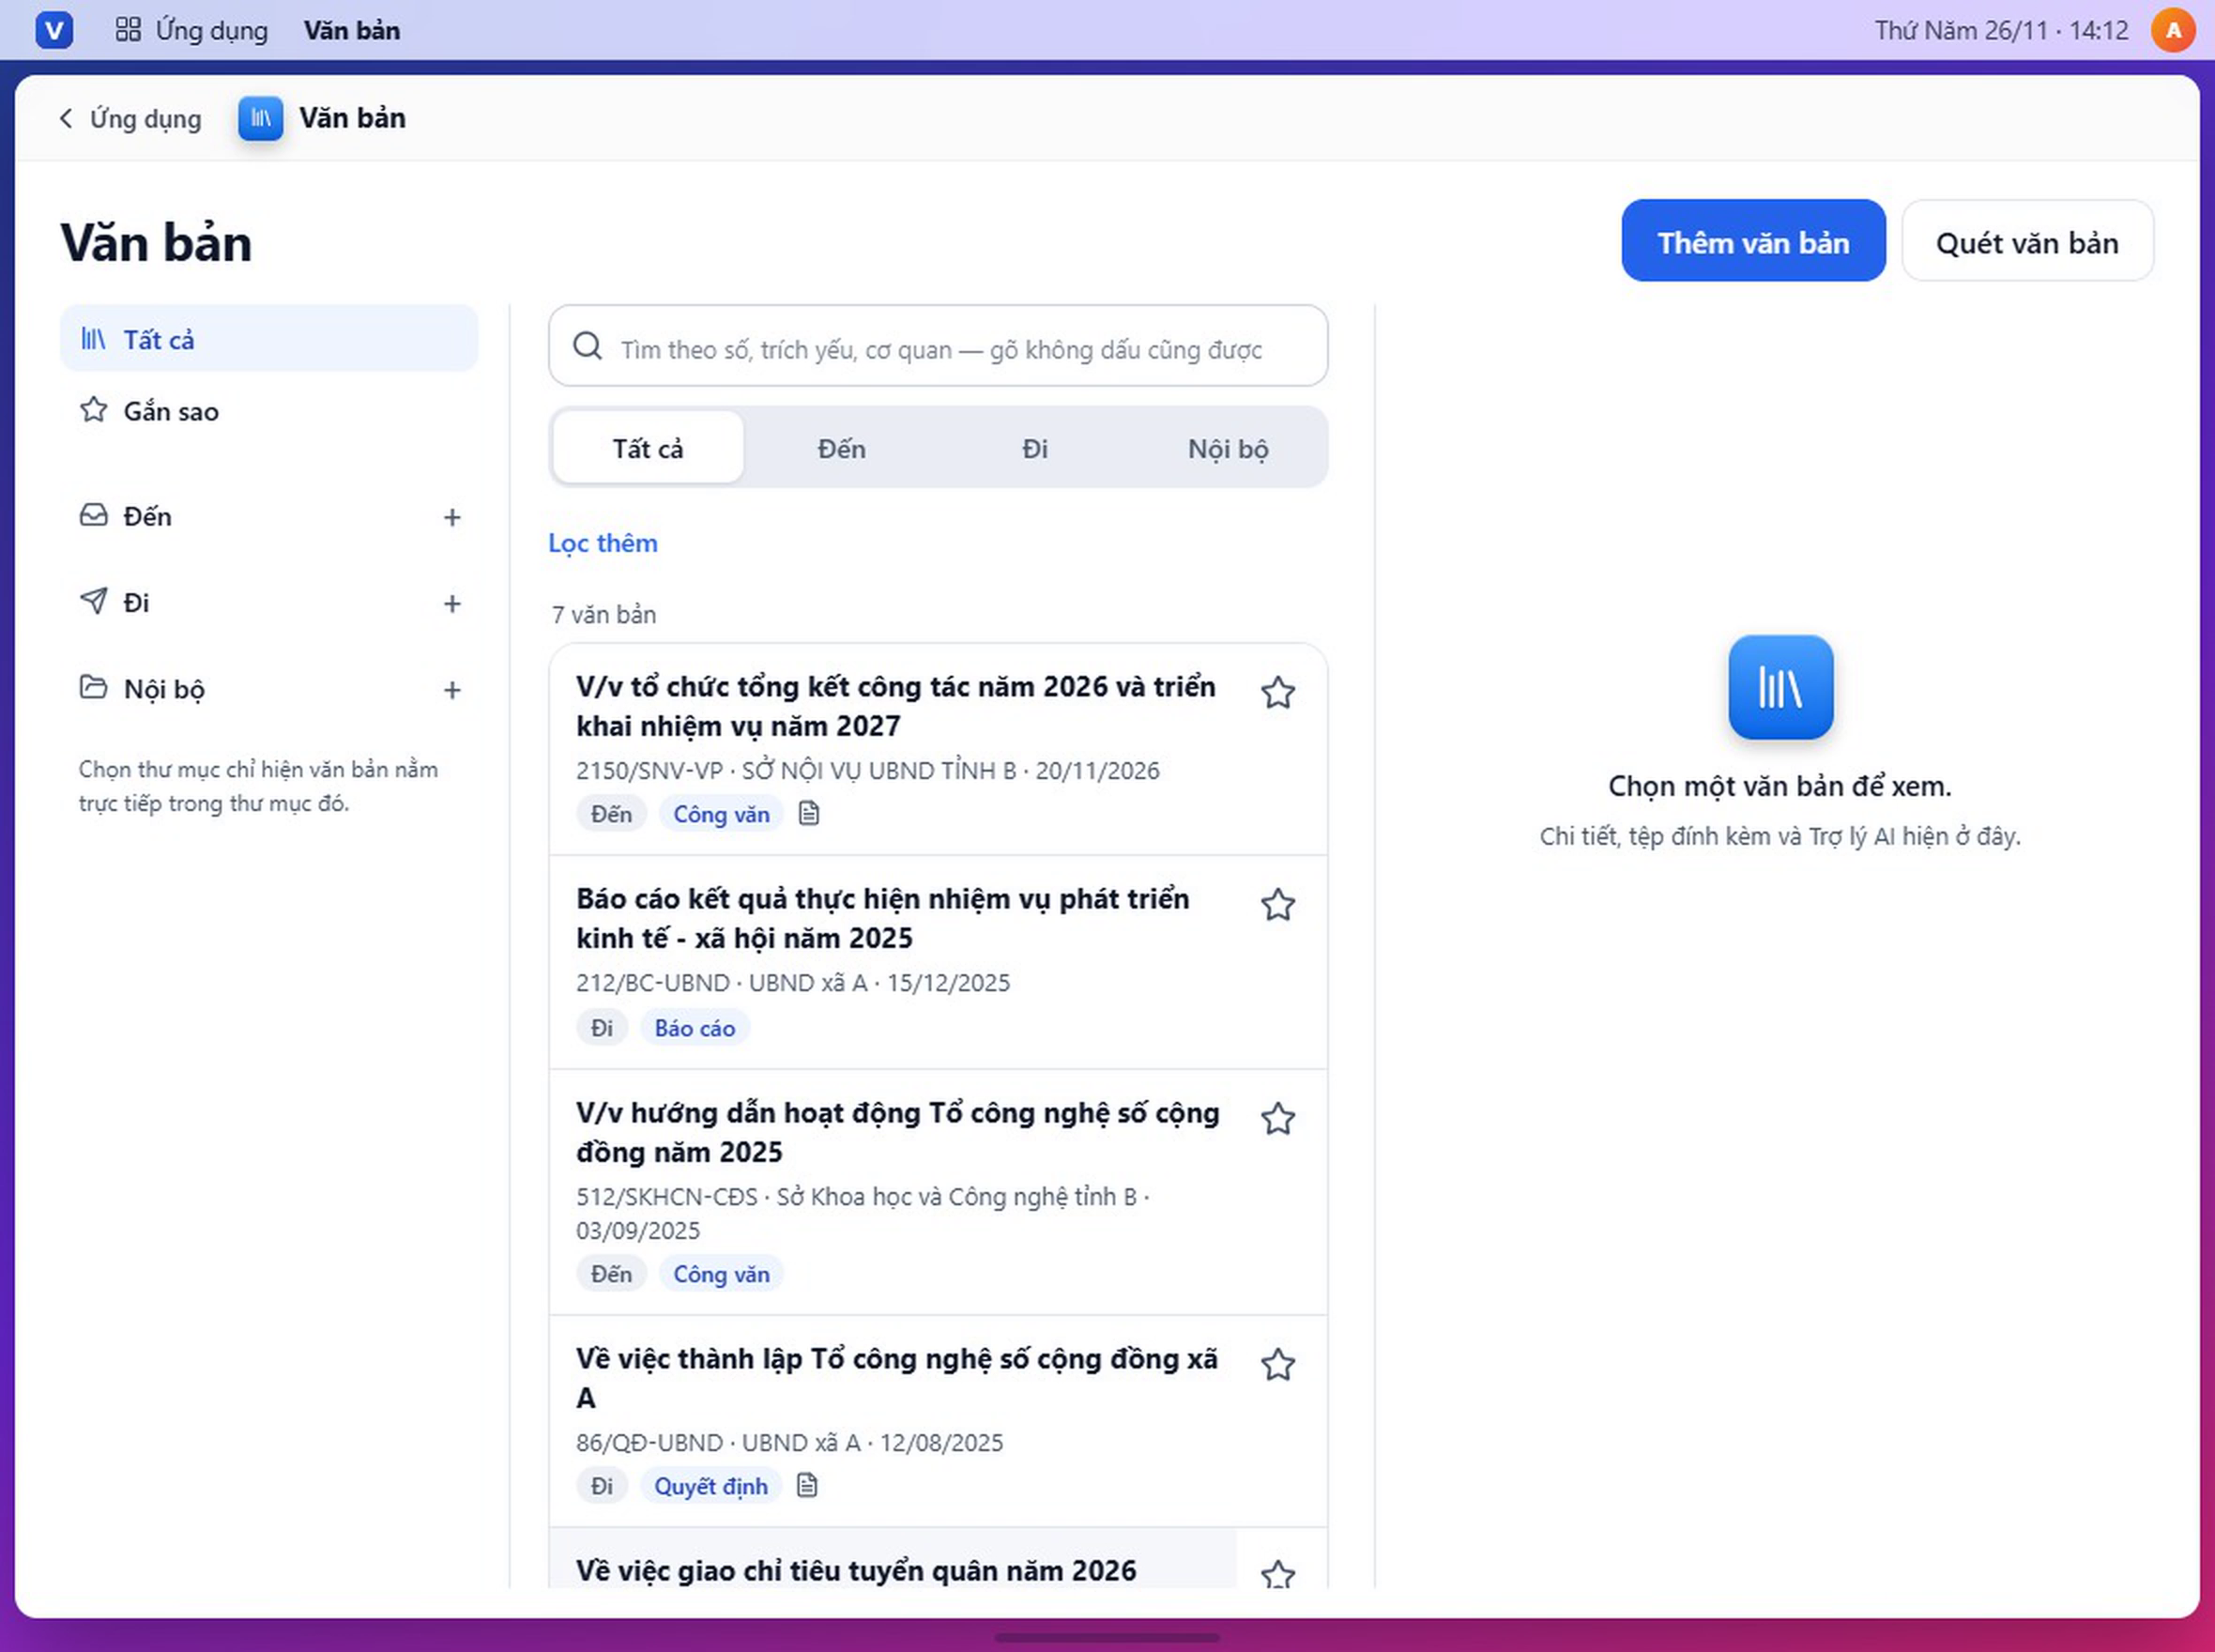 V Ứng dụng Văn bản Thứ Năm 26/11 · 14:12 A
Ứng dụng Văn bản
Văn bản
Thêm văn bản Quét văn bản
Tất cả
Gắn sao
Đến +
Đi +
Nội bộ +
Chọn thư mục chỉ hiện văn bản nằm
trực tiếp trong thư mục đó.
Tìm theo số, trích yếu, cơ quan — gõ không dấu cũng được
Tất cả Đến Đi Nội bộ
Lọc thêm
7 văn bản
V/v tổ chức tổng kết công tác năm 2026 và triển
khai nhiệm vụ năm 2027
2150/SNV-VP · SỞ NỘI VỤ UBND TỈNH B · 20/11/2026
Đến Công văn
Báo cáo kết quả thực hiện nhiệm vụ phát triển
kinh tế - xã hội năm 2025
212/BC-UBND · UBND xã A · 15/12/2025
Đi Báo cáo
V/v hướng dẫn hoạt động Tổ công nghệ số cộng
đồng năm 2025
512/SKHCN-CĐS · Sở Khoa học và Công nghệ tỉnh B ·
03/09/2025
Đến Công văn
Về việc thành lập Tổ công nghệ số cộng đồng xã
A
86/QĐ-UBND · UBND xã A · 12/08/2025
Đi Quyết định
Về việc giao chỉ tiêu tuyển quân năm 2026
Chọn một văn bản để xem.
Chi tiết, tệp đính kèm và Trợ lý AI hiện ở đây.